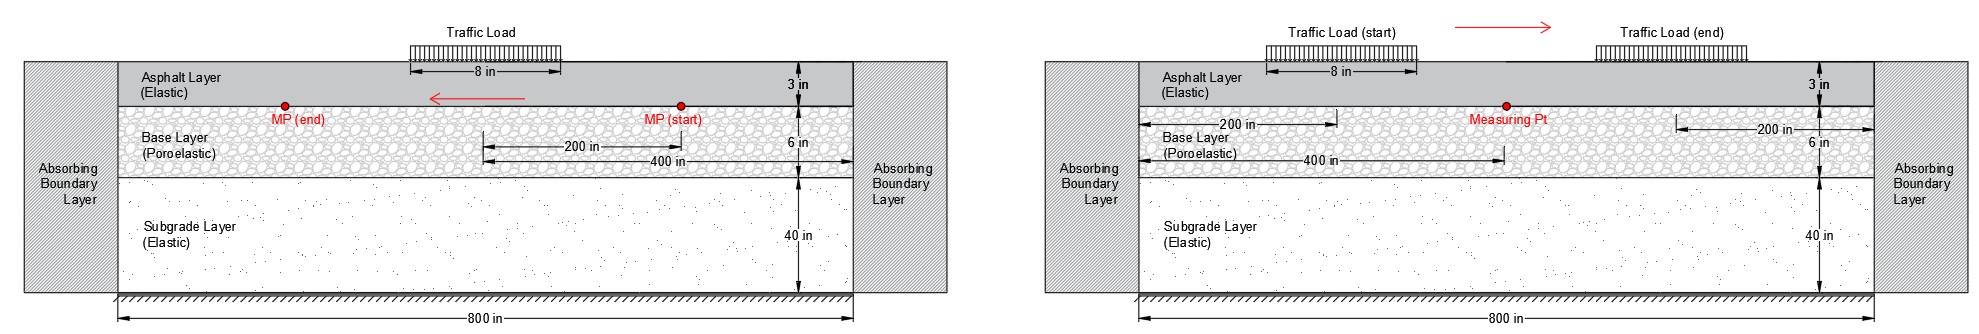 Traffic Load
8 in
Asphalt Layer
(Elastic)
3 in
MP (end)
MP (start)
Base Layer
(Poroelastic)
6 in
200 in
400 in
Absorbing
Boundary
Layer
Absorbing
Boundary
Layer
Subgrade Layer
(Elastic)
40 in
800 in
Traffic Load (start)
Traffic Load (end)
8 in
Asphalt Layer
(Elastic)
3 in
Measuring Pt
200 in
200 in
Base Layer
(Poroelastic)
6 in
400 in
Absorbing
Boundary
Layer
Absorbing
Boundary
Layer
Subgrade Layer
(Elastic)
40 in
800 in